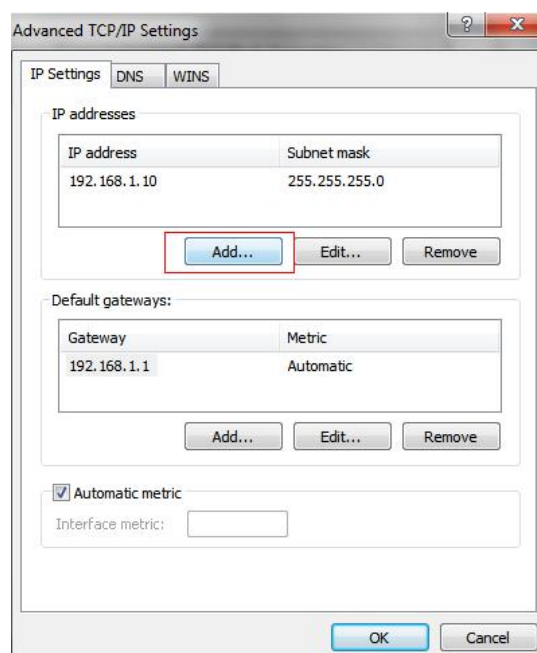 Advanced TCP/IP Settings
?
X
IP Settings DNS WINS
IP addresses
IP address Subnet mask
192.168.1.10 255.255.255.0
Add... Edit... Remove
Default gateways:
Gateway Metric
192.168.1.1 Automatic
Add... Edit... Remove
Automatic metric
Interface metric:
OK Cancel